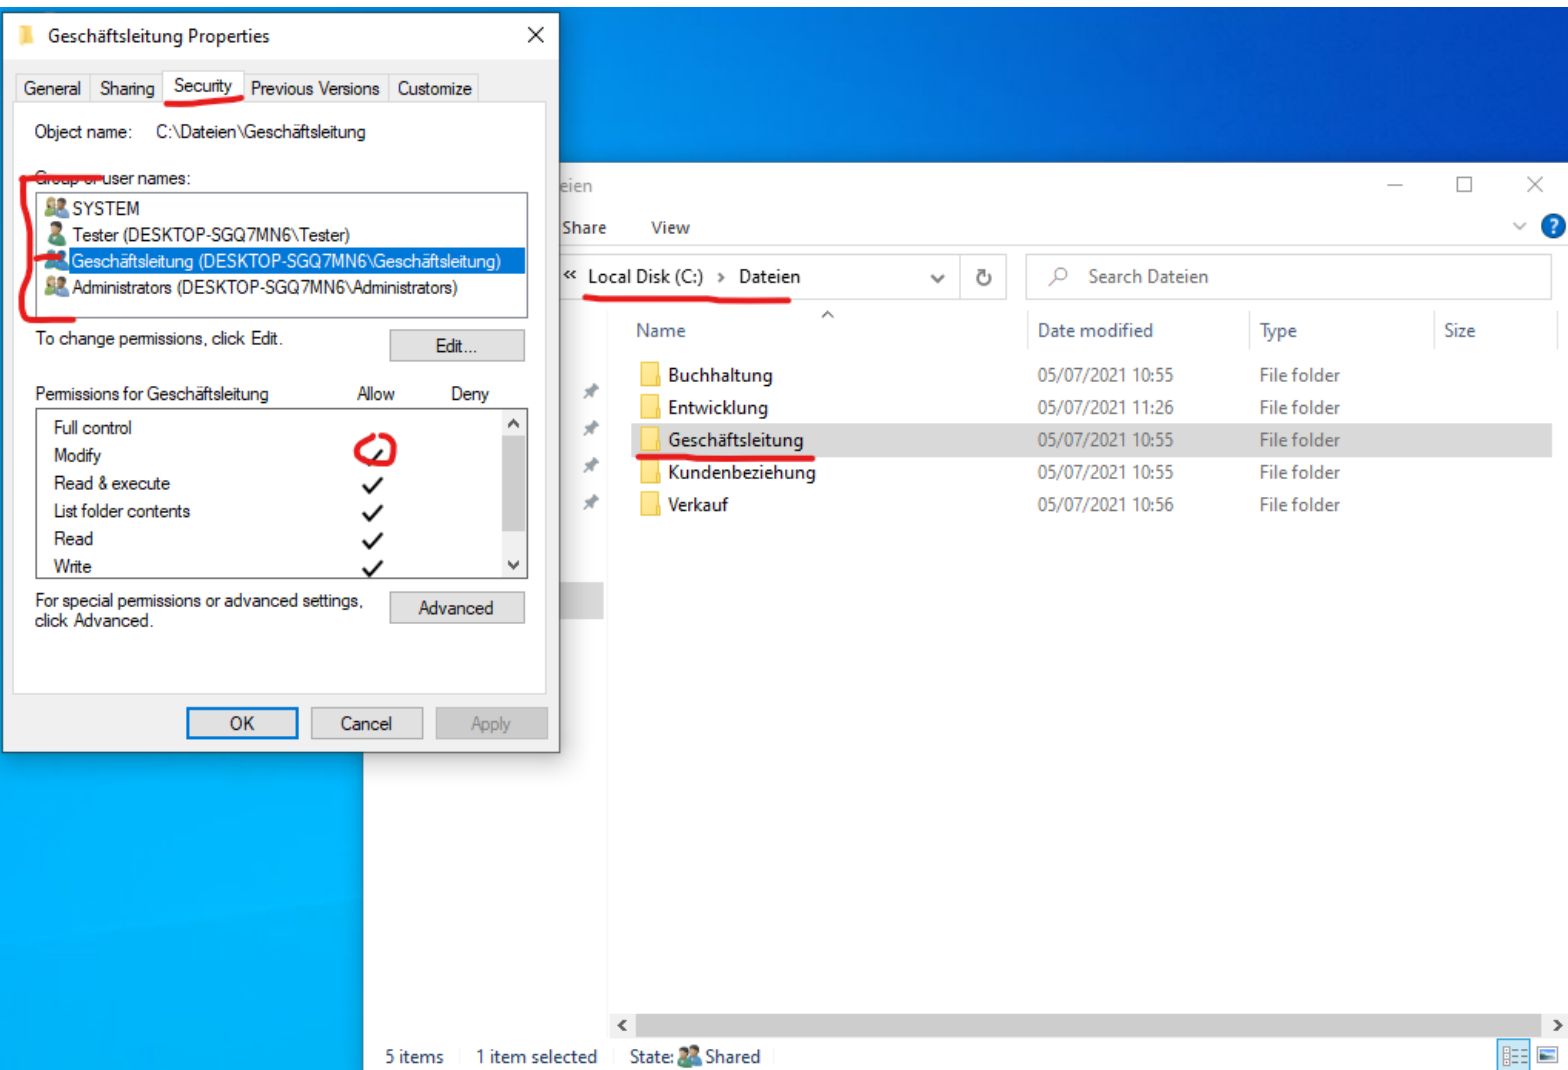 Geschäftsleitung Properties
General Sharing Security Previous Versions Customize
Object name: C:\Dateien\Geschäftsleitung
Group or user names:
SYSTEM
Tester (DESKTOP-SGQ7MN6\Tester)
Geschäftsleitung (DESKTOP-SGQ7MN6\Geschäftsleitung)
Administrators (DESKTOP-SGQ7MN6\Administrators)
To change permissions, click Edit.
Edit...
Permissions for Geschäftsleitung Allow Deny
Full control
Modify
Read & execute
List folder contents
Read
Write
For special permissions or advanced settings,
click Advanced.
Advanced
OK Cancel Apply
eien
Share View
?
« Local Disk (C:) > Dateien
Search Dateien
Name Date modified Type Size
Buchhaltung 05/07/2021 10:55 File folder
Entwicklung 05/07/2021 11:26 File folder
Geschäftsleitung 05/07/2021 10:55 File folder
Kundenbeziehung 05/07/2021 10:55 File folder
Verkauf 05/07/2021 10:56 File folder
5 items 1 item selected State: Shared